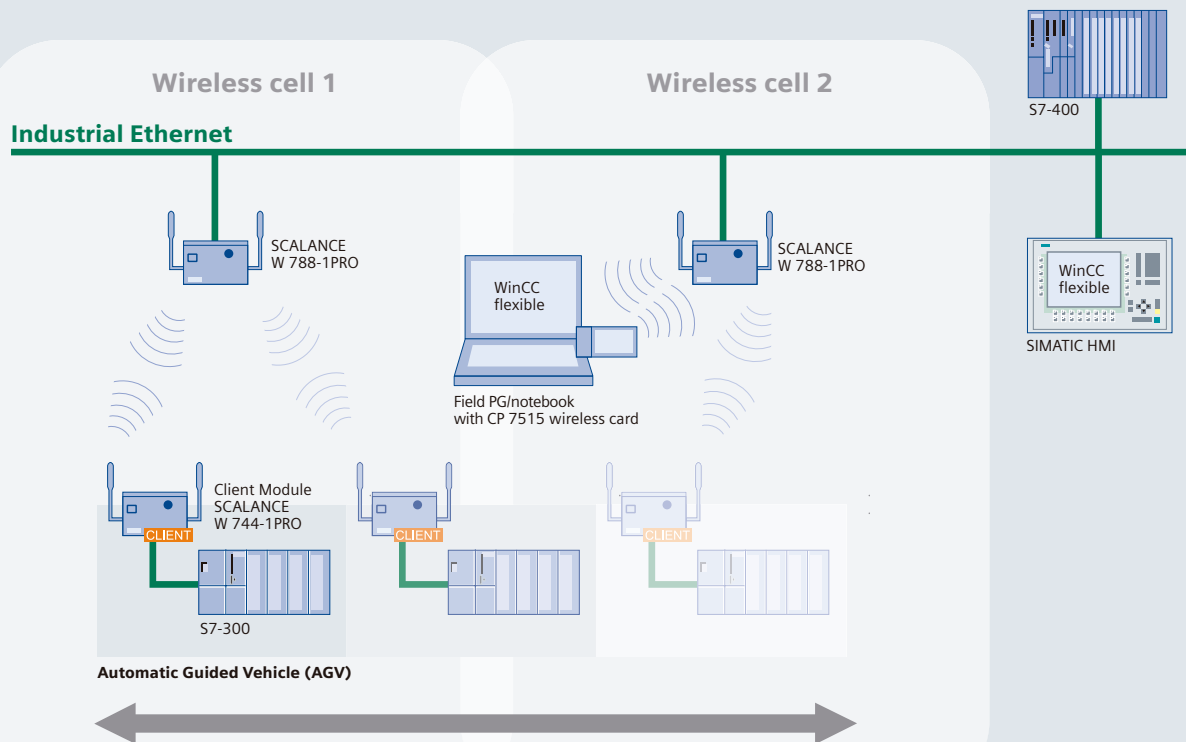 Wireless cell 1
Wireless cell 2
S7-400
Industrial Ethernet
SCALANCE
W 788-1PRO
SCALANCE
W 788-1PRO
WinCC
flexible
WinCC
flexible
SIMATIC HMI
Field PG/notebook
with CP 7515 wireless card
Client Module
SCALANCE
W 744-1PRO
CLIENT
CLIENT
CLIENT
S7-300
Automatic Guided Vehicle (AGV)